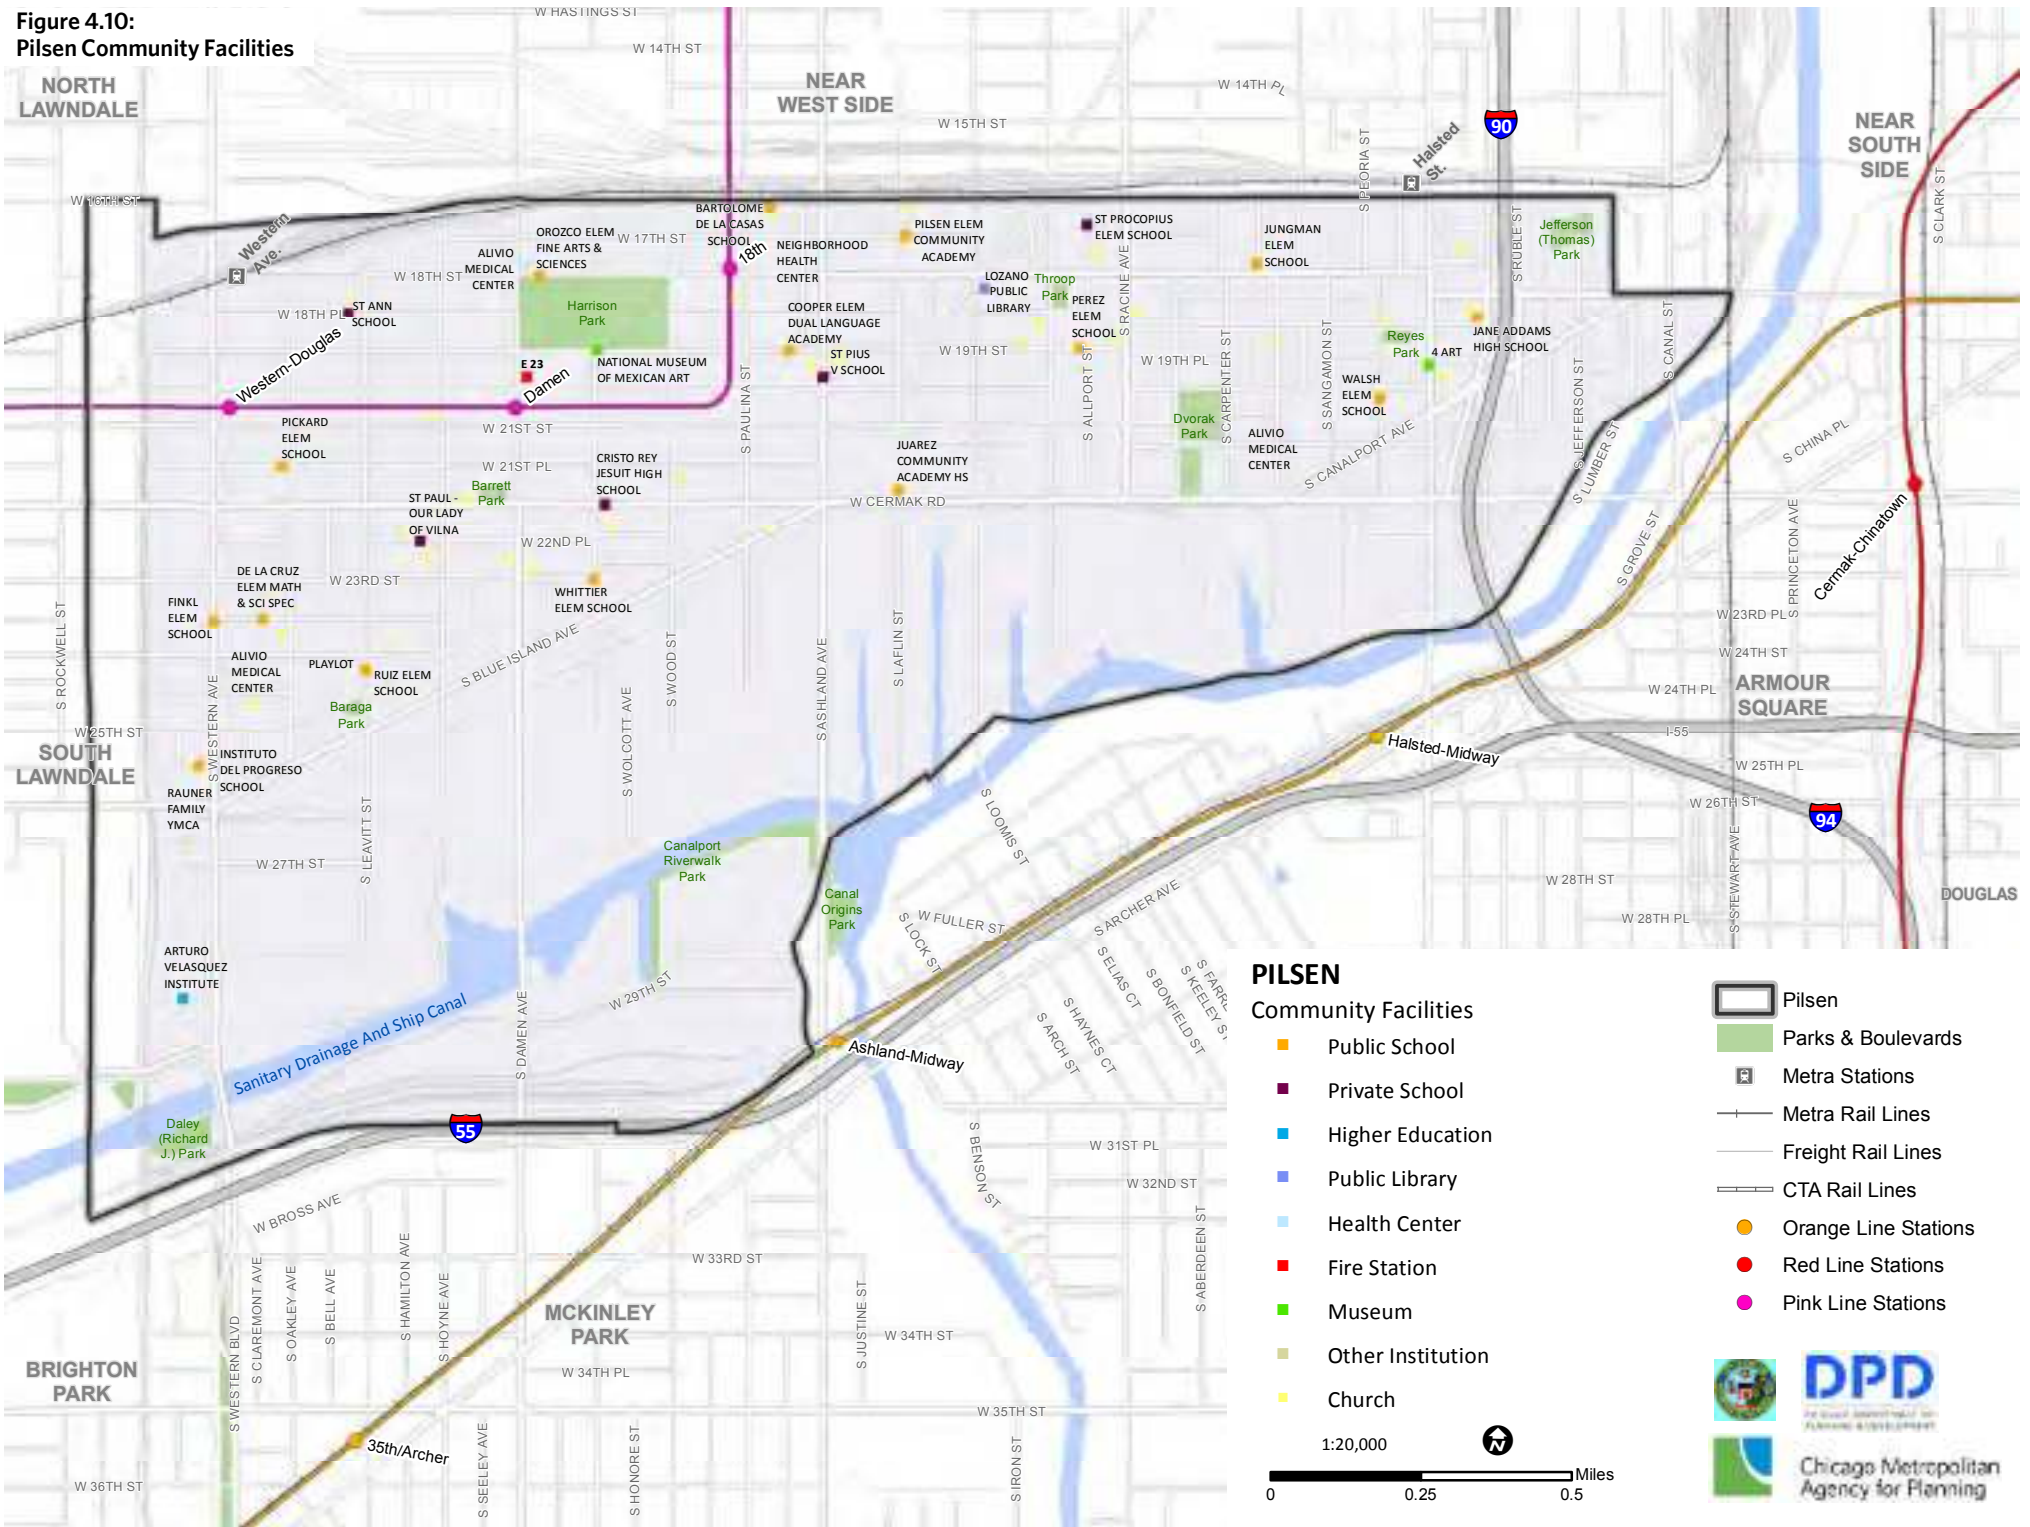 Figure 4.10:
Pilsen Community Facilities
W HASTINGS ST
W 14TH ST
NORTH
LAWNDALE
NEAR
WEST SIDE
W 14TH PL
W 15TH ST
90
Halsted
St.
S PEORIA ST
NEAR
SOUTH
SIDE
S CLARK ST
W 16TH ST
Western
Ave.
BARTOLOME
DE LA CASAS
SCHOOL
18th
OROZCO ELEM
FINE ARTS &
SCIENCES
W 17TH ST
ALIVIO
MEDICAL
CENTER
W 18TH ST
NEIGHBORHOOD
HEALTH
CENTER
PILSEN ELEM
COMMUNITY
ACADEMY
ST PROCOPIUS
ELEM SCHOOL
JUNGMAN
ELEM
SCHOOL
S RUBLE ST
Jefferson
(Thomas)
Park
LOZANO
PUBLIC
LIBRARY
Throop
Park
S RACINE AVE
PEREZ
ELEM
SCHOOL
Harrison
Park
W 18TH PL
ST ANN
SCHOOL
COOPER ELEM
DUAL LANGUAGE
ACADEMY
ST PIUS
V SCHOOL
W 19TH ST
W 19TH PL
Reyes
Park
4 ART
JANE ADDAMS
HIGH SCHOOL
S CANAL ST
Western-Douglas
E 23
Damen
NATIONAL MUSEUM
OF MEXICAN ART
S PAULINA ST
S ALLPORT ST
S CARPENTER ST
S SANGAMON ST
WALSH
ELEM
SCHOOL
S JEFFERSON ST
PICKARD
ELEM
SCHOOL
W 21ST ST
W 21ST PL
CRISTO REY
JESUIT HIGH
SCHOOL
JUAREZ
COMMUNITY
ACADEMY HS
Dvorak
Park
ALIVIO
MEDICAL
CENTER
S CANALPORT AVE
S LUMBER ST
S CHINA PL
Barrett
Park
ST PAUL -
OUR LADY
OF VILNA
W CERMAK RD
W 22ND PL
S GROVE ST
S PRINCETON AVE
Cermak-Chinatown
DE LA CRUZ
ELEM MATH
& SCI SPEC
W 23RD ST
WHITTIER
ELEM SCHOOL
FINKL
ELEM
SCHOOL
S ROCKWELL ST
S BLUE ISLAND AVE
S WOOD ST
S ASHLAND AVE
S LAFLIN ST
W 23RD PL
W 24TH ST
ALIVIO
MEDICAL
CENTER
PLAYLOT
RUIZ ELEM
SCHOOL
Baraga
Park
S WESTERN AVE
S WOLCOTT AVE
W 24TH PL
ARMOUR
SQUARE
W 25TH ST
SOUTH
LAWNDALE
INSTITUTO
DEL PROGRESO
SCHOOL
RAUNER
FAMILY
YMCA
Halsted-Midway
I-55
W 25TH PL
W 26TH ST
94
S LEAVITT ST
W 27TH ST
Canalport
Riverwalk
Park
S LOOMIS ST
S STEWART AVE
Canal
Origins
Park
W FULLER ST
S LOCK ST
S ARCHER AVE
W 28TH ST
W 28TH PL
DOUGLAS
ARTURO
VELASQUEZ
INSTITUTE
W 29TH ST
S DAMEN AVE
Sanitary Drainage And Ship Canal
Ashland-Midway
S ELIAS CT
S BONFIELD ST
S KEELEY S
S FARR
S HAYNES CT
S ARCH ST
Daley
(Richard
J.) Park
55
S BENSON ST
W 31ST PL
W 32ND ST
W BROSS AVE
W 33RD ST
S ABERDEEN ST
S WESTERN BLVD
S CLAREMONT AVE
S OAKLEY AVE
S BELL AVE
S HAMILTON AVE
S HOYNE AVE
MCKINLEY
PARK
S JUSTINE ST
W 34TH ST
W 34TH PL
BRIGHTON
PARK
W 35TH ST
35th/Archer
S SEELEY AVE
S HONORE ST
S IRON ST
W 36TH ST
PILSEN
Community Facilities
Public School
Private School
Higher Education
Public Library
Health Center
Fire Station
Museum
Other Institution
Church
1:20,000
N
Miles
0 0.25 0.5
Pilsen
Parks & Boulevards
Metra Stations
Metra Rail Lines
Freight Rail Lines
CTA Rail Lines
Orange Line Stations
Red Line Stations
Pink Line Stations
DPD
Chicago Metropolitan
Agency for Planning